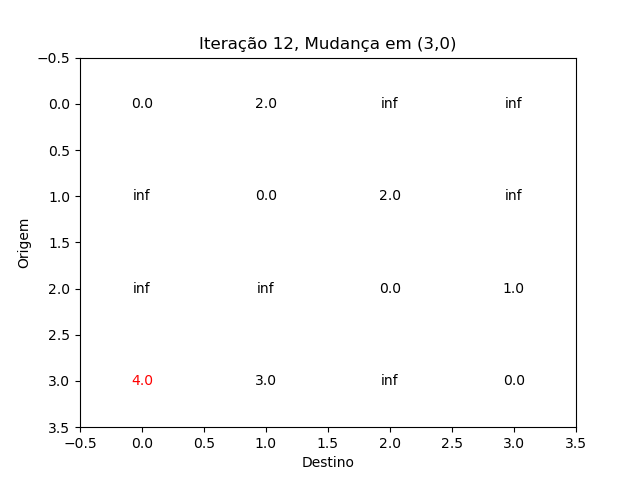 Iteração 12, Mudança em (3,0)
−0.5
0.0 0.0 2.0 inf inf
0.5
1.0 inf 0.0 2.0 inf
1.5
2.0 inf inf 0.0 1.0
2.5
3.0 4.0 3.0 inf 0.0
3.5
−0.5 0.0 0.5 1.0 1.5 2.0 2.5 3.0 3.5
Origem
Destino